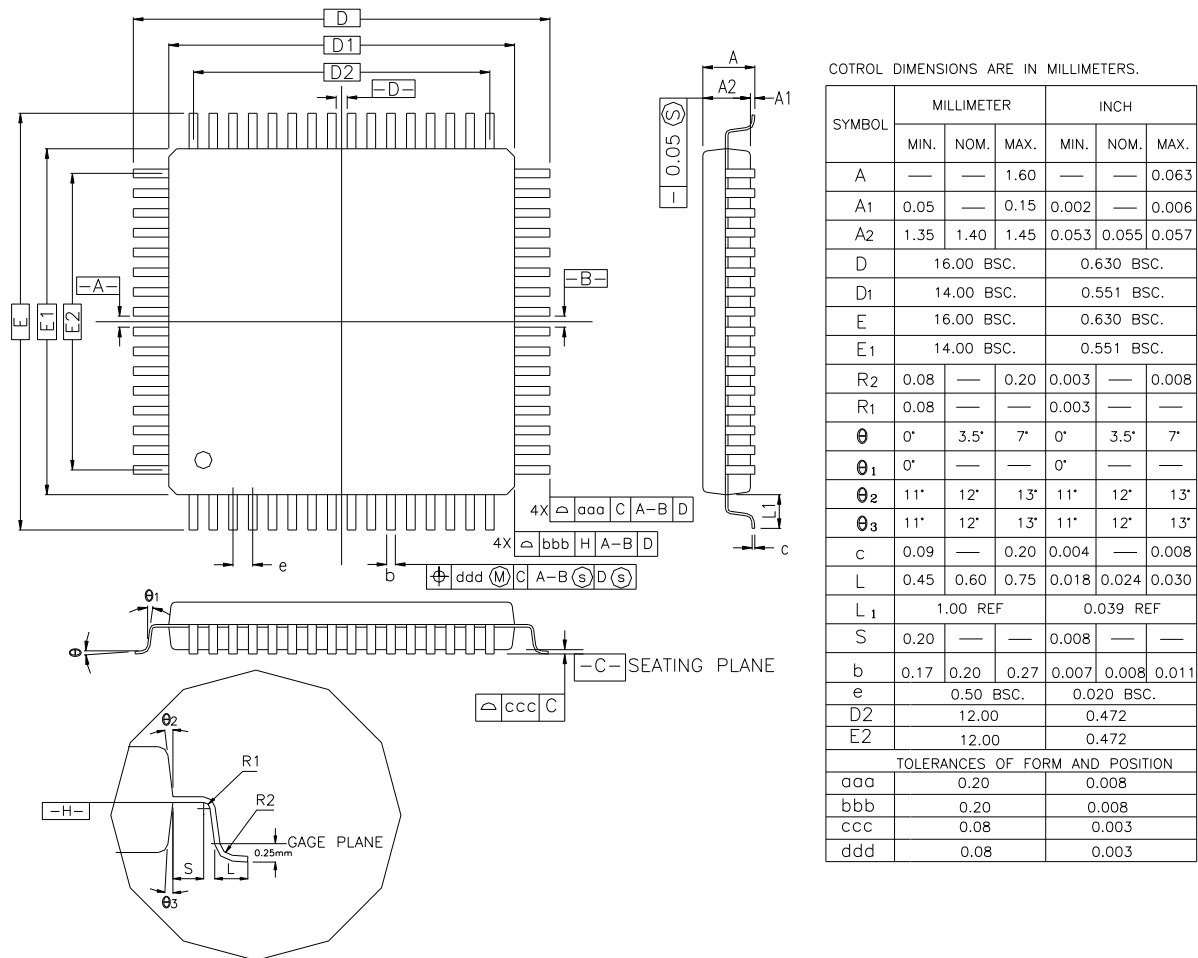 D
D1
D2
-D-
E
E1
E2
-A-
-B-
4X ⌓ aaa C A-B D
4X ⌓ bbb H A-B D
⌖ ddd Ⓜ C A-B Ⓢ D Ⓢ
e
b
A
A2
A1
- 0.05 Ⓢ
L1
c
θ1
θ
-C- SEATING PLANE
⌓ ccc C
θ2
R1
R2
-H-
GAGE PLANE
0.25mm
S
L
θ3
COTROL DIMENSIONS ARE IN MILLIMETERS.
SYMBOL MILLIMETER INCH
MIN. NOM. MAX. MIN. NOM. MAX.
A — — 1.60 — — 0.063
A1 0.05 — 0.15 0.002 — 0.006
A2 1.35 1.40 1.45 0.053 0.055 0.057
D 16.00 BSC. 0.630 BSC.
D1 14.00 BSC. 0.551 BSC.
E 16.00 BSC. 0.630 BSC.
E1 14.00 BSC. 0.551 BSC.
R2 0.08 — 0.20 0.003 — 0.008
R1 0.08 — — 0.003 — —
θ 0° 3.5° 7° 0° 3.5° 7°
θ1 0° — — 0° — —
θ2 11° 12° 13° 11° 12° 13°
θ3 11° 12° 13° 11° 12° 13°
c 0.09 — 0.20 0.004 — 0.008
L 0.45 0.60 0.75 0.018 0.024 0.030
L1 1.00 REF 0.039 REF
S 0.20 — — 0.008 — —
b 0.17 0.20 0.27 0.007 0.008 0.011
e 0.50 BSC. 0.020 BSC.
D2 12.00 0.472
E2 12.00 0.472
TOLERANCES OF FORM AND POSITION
aaa 0.20 0.008
bbb 0.20 0.008
ccc 0.08 0.003
ddd 0.08 0.003